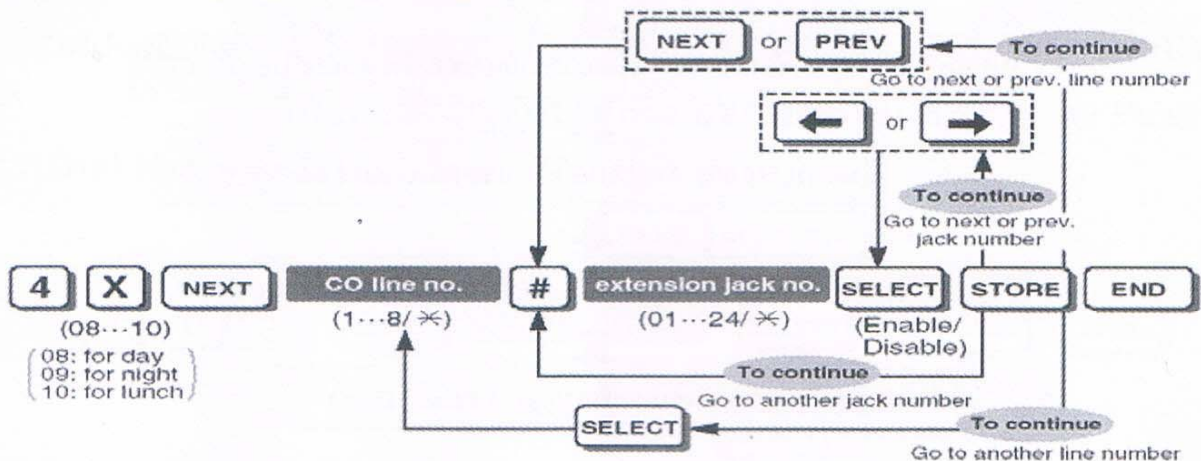 NEXT or PREV
To continue
Go to next or prev. line number
← or →
To continue
Go to next or prev.
jack number
4 X NEXT CO line no. # extension jack no. SELECT STORE END
(08···10) (1···8/ ✳) (01···24/ ✳) (Enable/
Disable)
08: for day
09: for night
10: for lunch
To continue
Go to another jack number
SELECT
To continue
Go to another line number